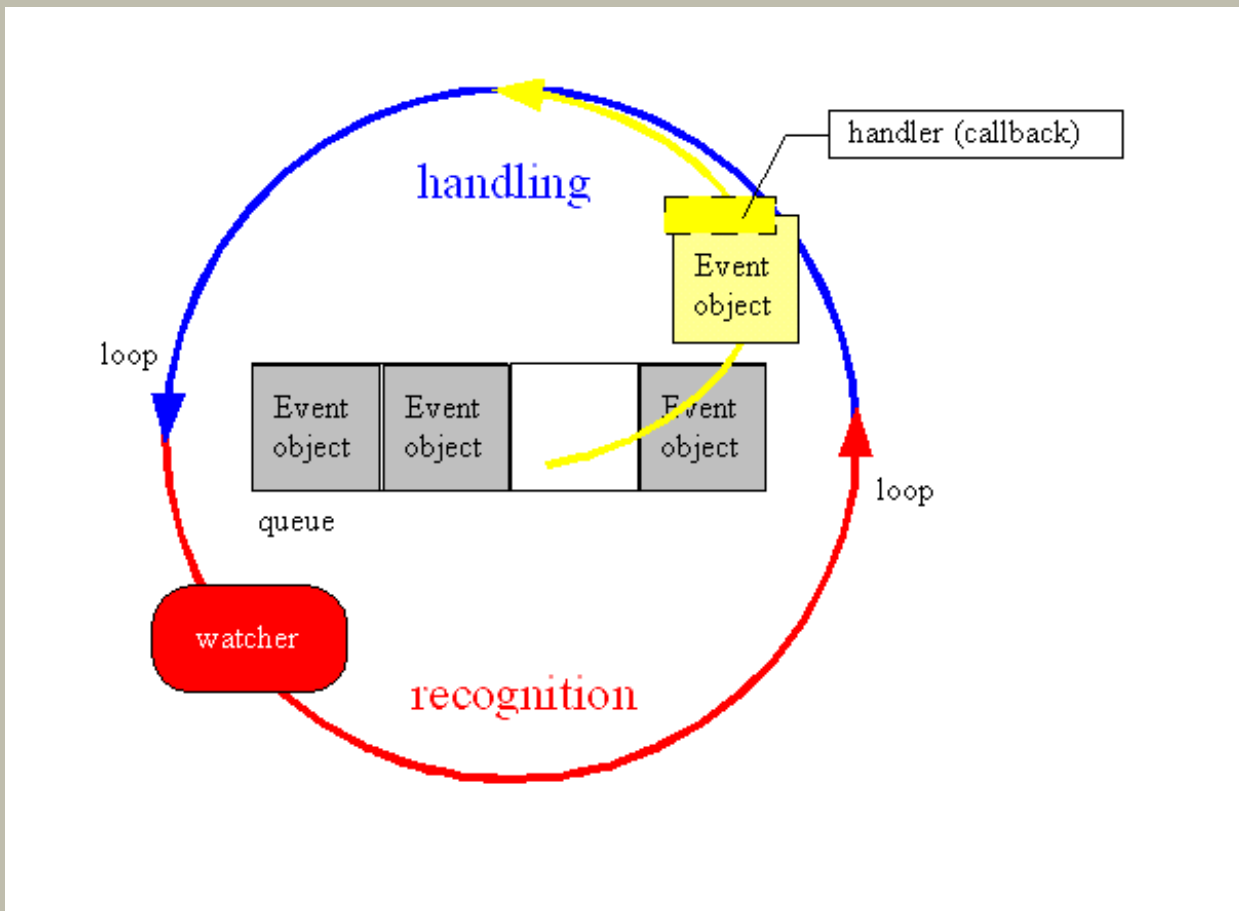 handler (callback)
handling
Event
object
loop
Event
object
Event
object
Event
object
loop
queue
watcher
recognition